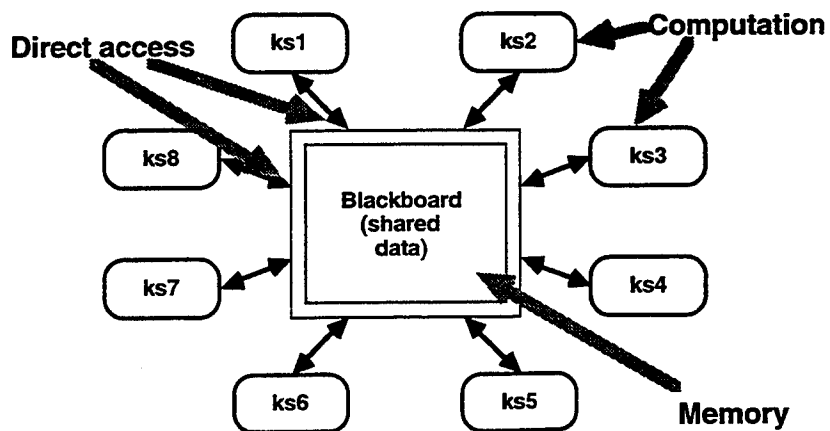 Direct access
ks1
ks2
Computation
ks8
ks3
Blackboard
(shared
data)
ks7
ks4
ks6
ks5
Memory